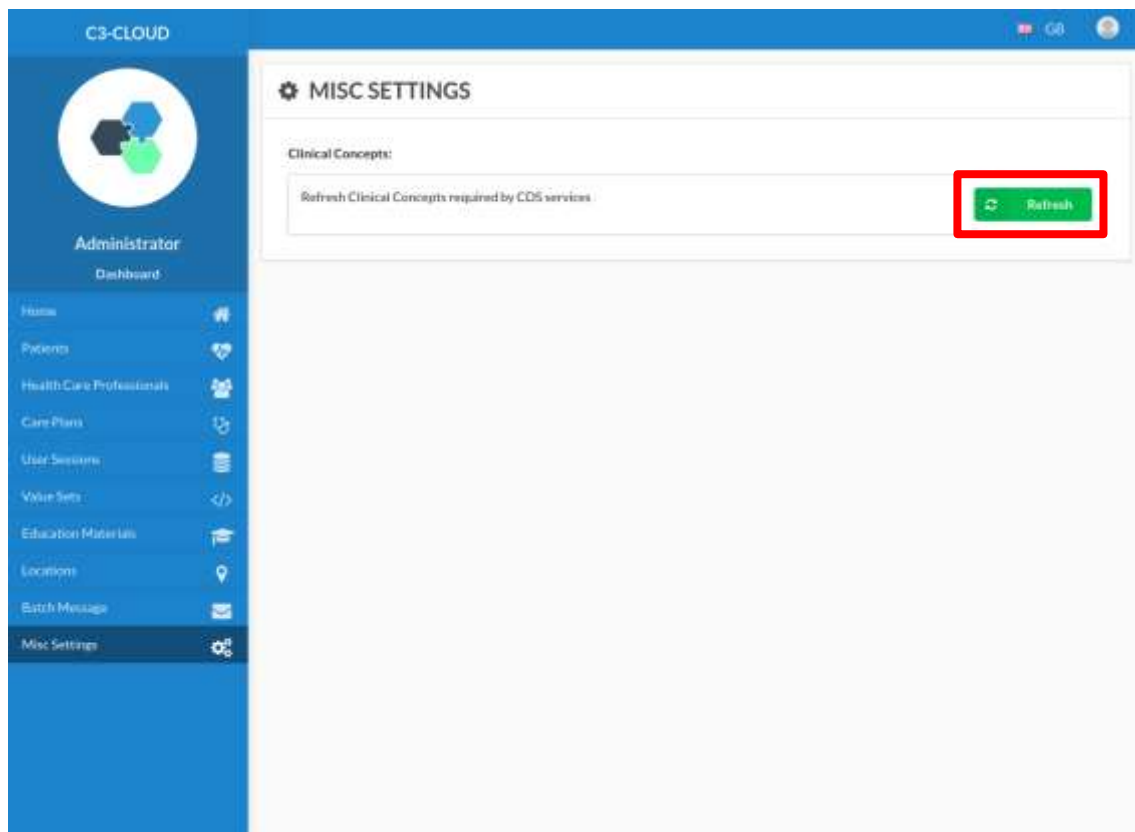 C3-CLOUD
GB
MISC SETTINGS
Clinical Concepts:
Refresh Clinical Concepts required by CDS services
Refresh
Administrator
Dashboard
Home
Patients
Health Care Professionals
Care Plans
User Sessions
Value Sets
</>
Education Materials
Locations
Batch Message
Misc Settings